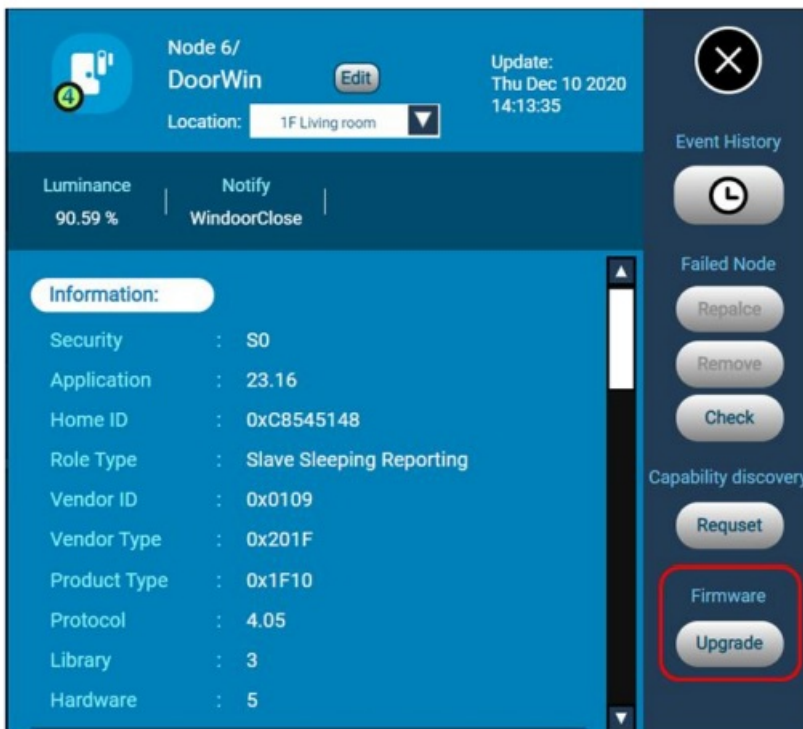 Node 6/
DoorWin
Edit
Location:
1F Living room
4
Update:
Thu Dec 10 2020
14:13:35
Luminance
90.59 %
Notify
WindoorClose
Information:
Security : S0
Application : 23.16
Home ID : 0xC8545148
Role Type : Slave Sleeping Reporting
Vendor ID : 0x0109
Vendor Type : 0x201F
Product Type : 0x1F10
Protocol : 4.05
Library : 3
Hardware : 5
Event History
Failed Node
Repalce
Remove
Check
Capability discovery
Requset
Firmware
Upgrade